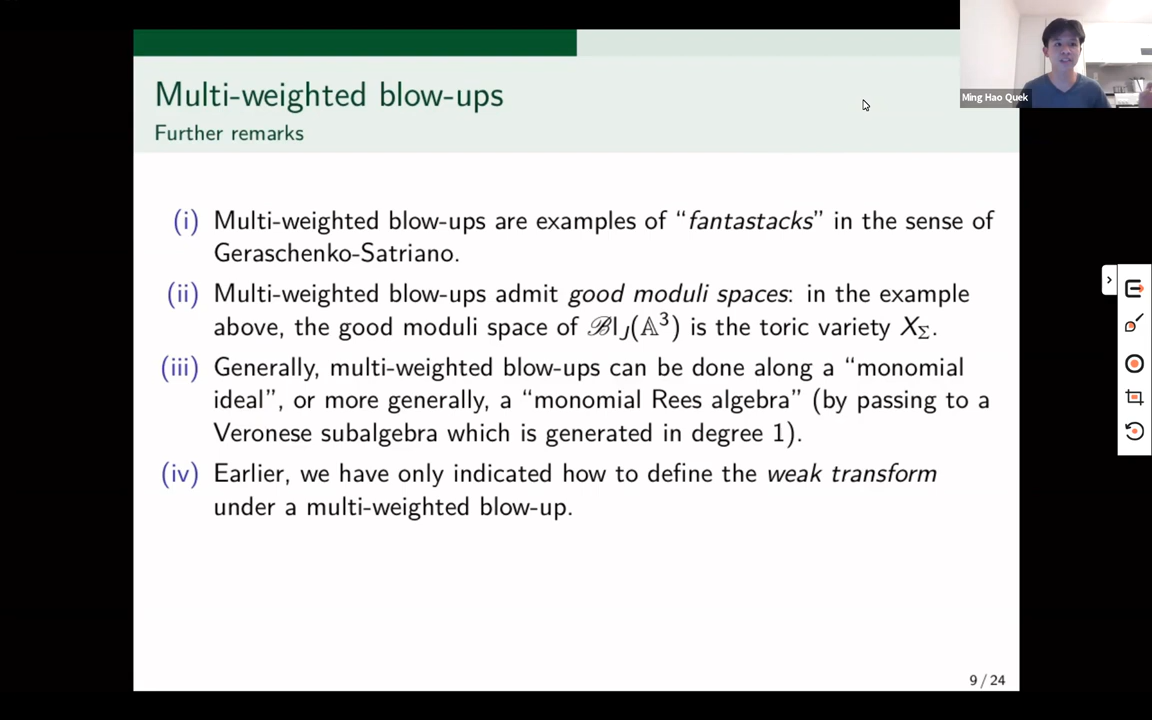 Multi-weighted blow-ups
Further remarks
Ming Hao Quek
(i) Multi-weighted blow-ups are examples of “fantastacks” in the sense of
Geraschenko-Satriano.
(ii) Multi-weighted blow-ups admit good moduli spaces: in the example
above, the good moduli space of ℬl_J(𝔸³) is the toric variety X_Σ.
(iii) Generally, multi-weighted blow-ups can be done along a “monomial
ideal”, or more generally, a “monomial Rees algebra” (by passing to a
Veronese subalgebra which is generated in degree 1).
(iv) Earlier, we have only indicated how to define the weak transform
under a multi-weighted blow-up.
9 / 24